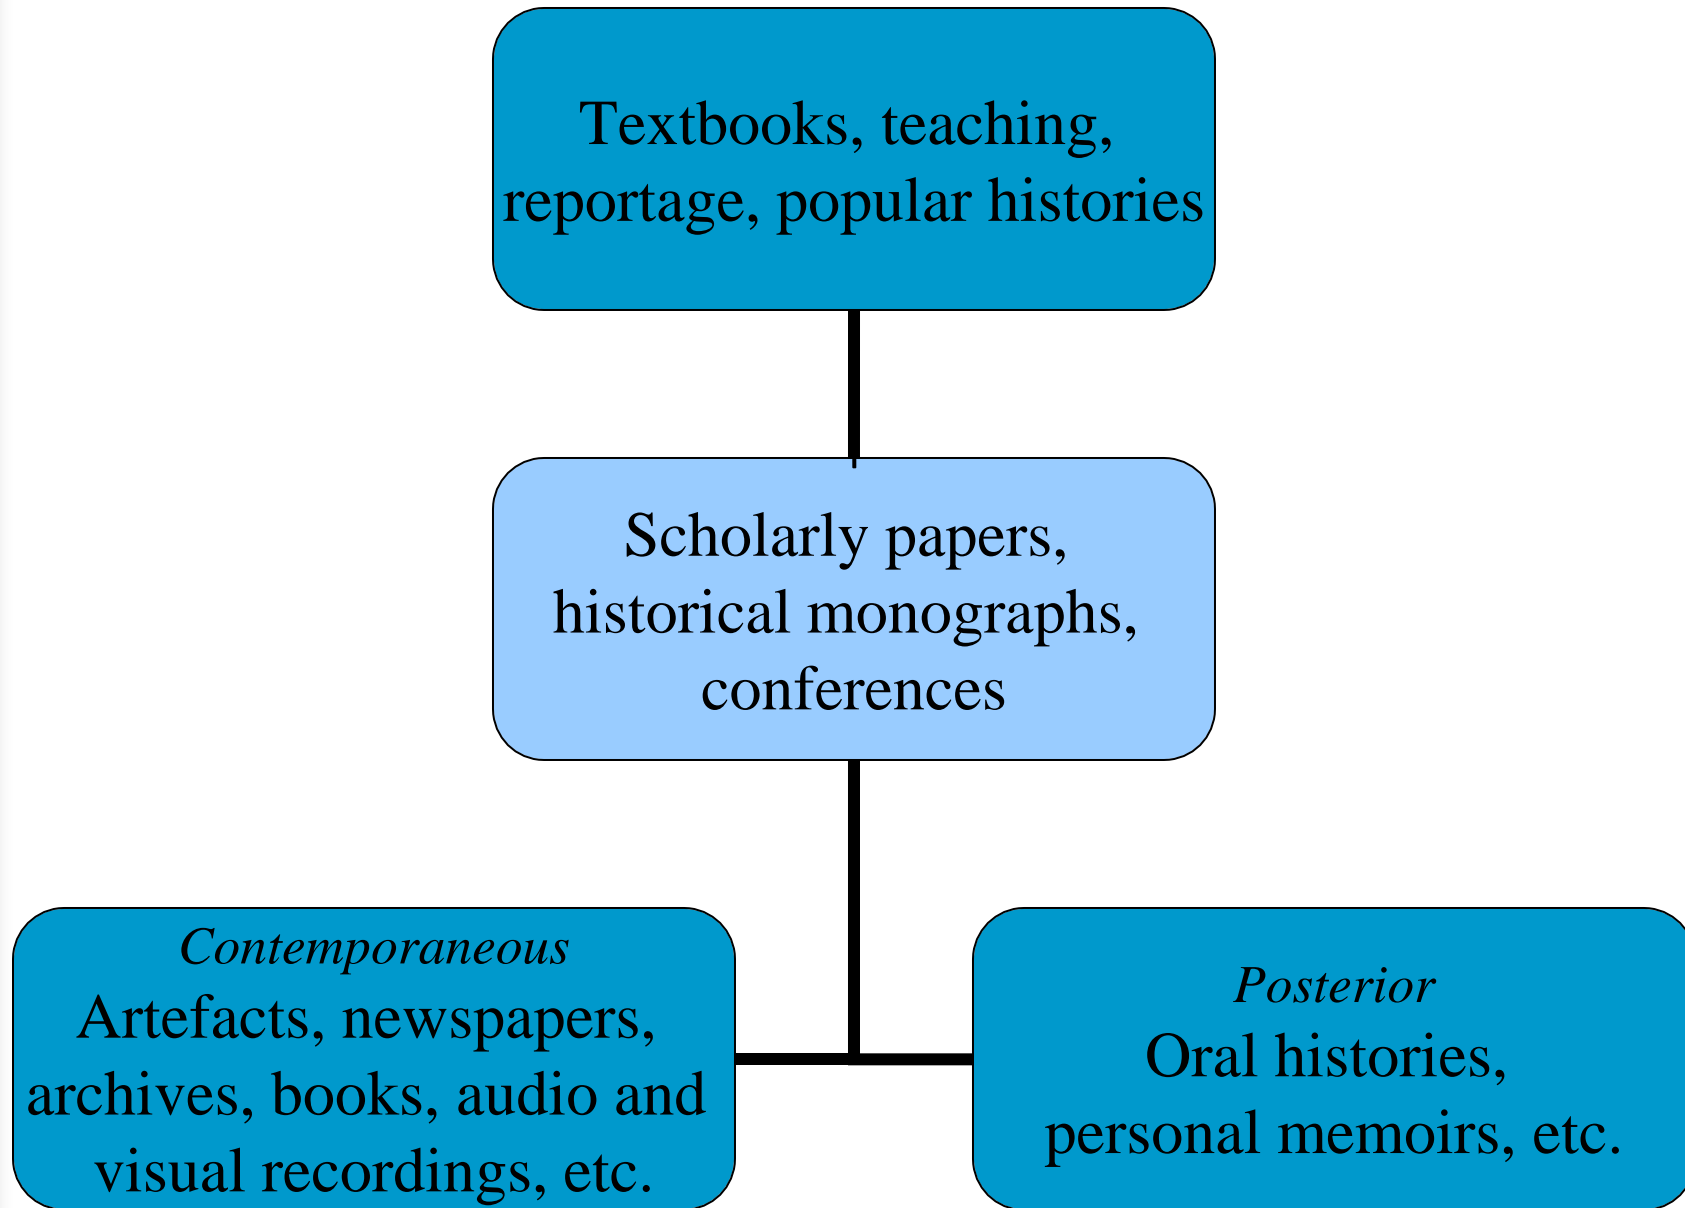 Textbooks, teaching,
reportage, popular histories
Scholarly papers,
historical monographs,
conferences
Contemporaneous
Artefacts, newspapers,
archives, books, audio and
visual recordings, etc.
Posterior
Oral histories,
personal memoirs, etc.